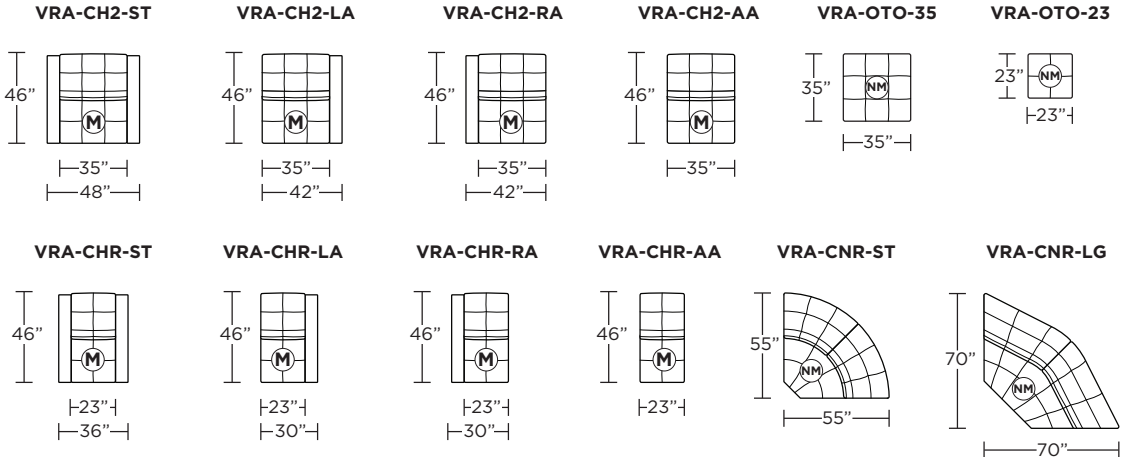 VRA-CH2-ST VRA-CH2-LA VRA-CH2-RA VRA-CH2-AA VRA-OTO-35 VRA-OTO-23
46” 46” 46” 46” 35” 23”
M M M M NM NM
35” 35” 35” 35” 35” 23”
48” 42” 42”
VRA-CHR-ST VRA-CHR-LA VRA-CHR-RA VRA-CHR-AA VRA-CNR-ST VRA-CNR-LG
46” 46” 46” 46” 55” 70”
M M M M NM NM
23” 23” 23” 23” 55” 70”
36” 30” 30”